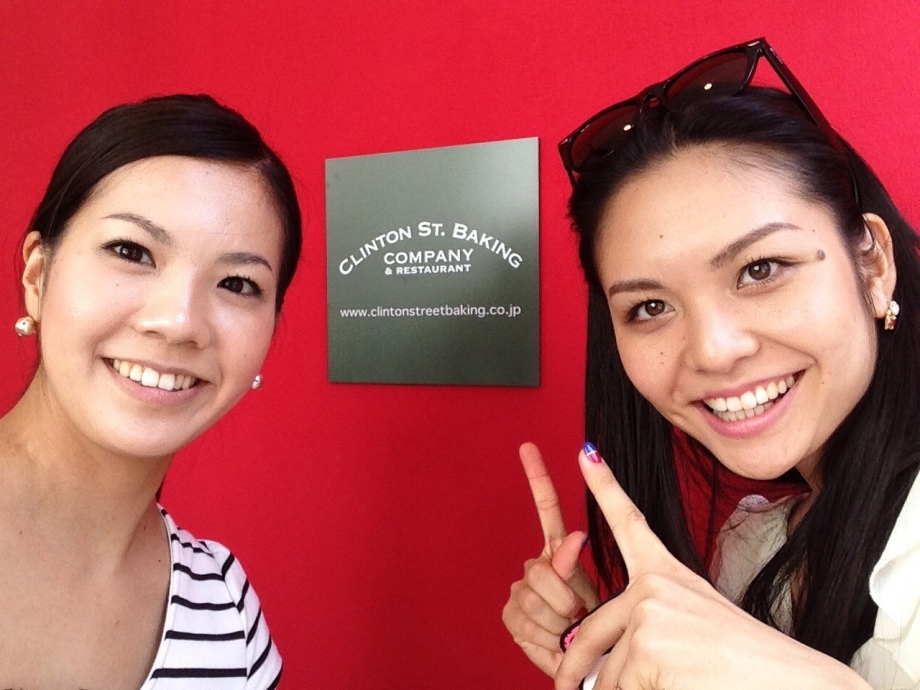 CLINTON ST. BAKING
COMPANY
& RESTAURANT
www.clintonstreetbaking.co.jp